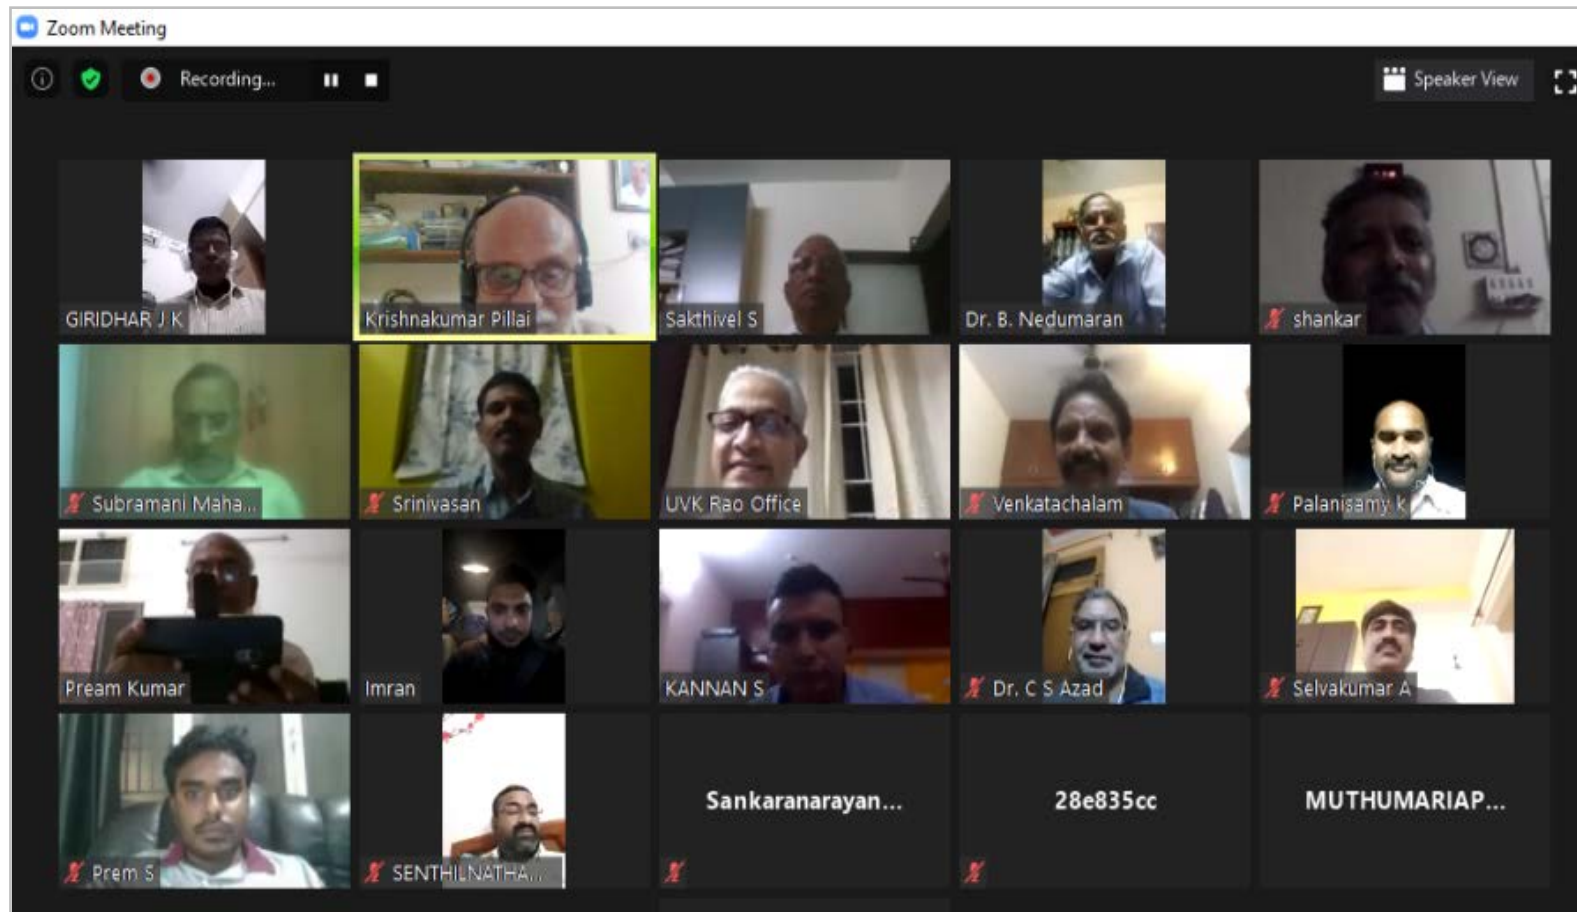 Zoom Meeting
Recording...
Speaker View
GIRIDHAR J K
Krishnakumar Pillai
Sakthivel S
Dr. B. Nedumaran
shankar
Subramani Maha...
Srinivasan
UVK Rao Office
Venkatachalam
Palanisamy k
Pream Kumar
Imran
KANNAN S
Dr. C S Azad
Selvakumar A
Prem S
SENTHILNATHA...
Sankaranarayan...
28e835cc
MUTHUMARIAP...